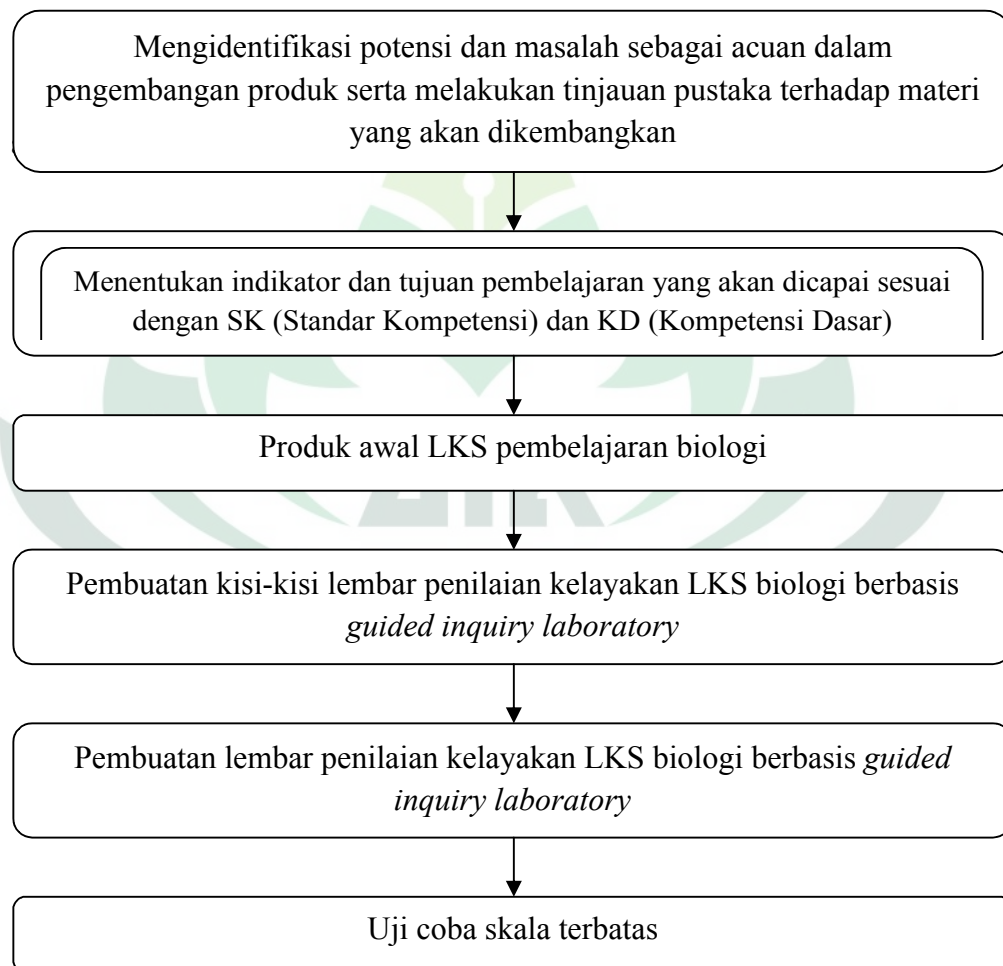 Mengidentifikasi potensi dan masalah sebagai acuan dalam
pengembangan produk serta melakukan tinjauan pustaka terhadap materi
yang akan dikembangkan
Menentukan indikator dan tujuan pembelajaran yang akan dicapai sesuai
dengan SK (Standar Kompetensi) dan KD (Kompetensi Dasar)
Produk awal LKS pembelajaran biologi
Pembuatan kisi-kisi lembar penilaian kelayakan LKS biologi berbasis
guided inquiry laboratory
Pembuatan lembar penilaian kelayakan LKS biologi berbasis guided
inquiry laboratory
Uji coba skala terbatas